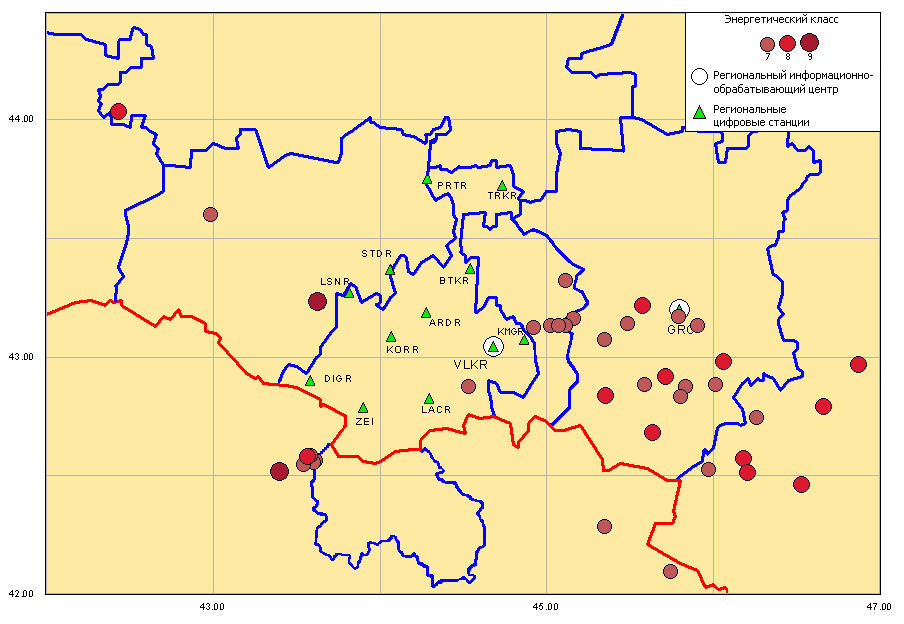 Энергетический класс
7 8 9
Региональный информационно-
обрабатывающий центр
Региональные
цифровые станции
44.00
PRTR
TRKR
STDR
LSNR
BTKR
ARDR
KMGR
GRO
KORR
43.00
VLKR
DIGR
LACR
ZEI
42.00
43.00
45.00
47.00